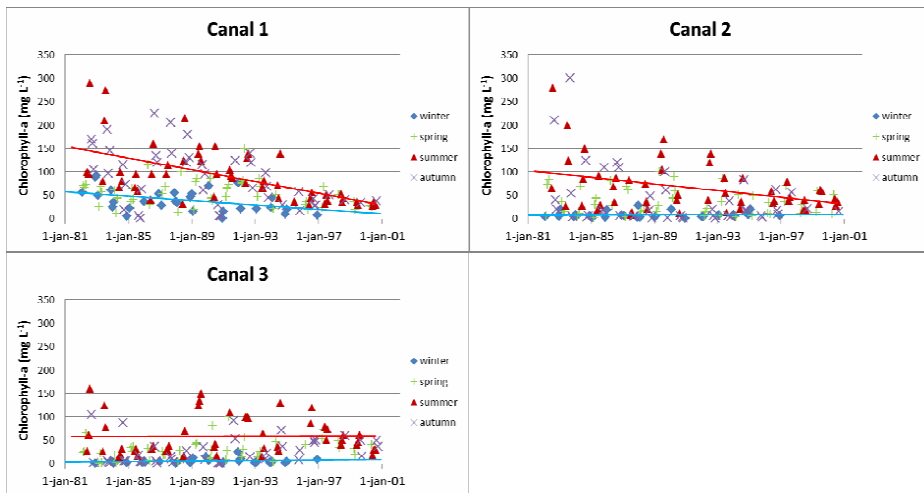 Canal 1
Chlorophyll-a (mg L⁻¹)
350
300
250
200
150
100
50
0
1-jan-81 1-jan-85 1-jan-89 1-jan-93 1-jan-97 1-jan-01
winter
spring
summer
autumn
Canal 2
Chlorophyll-a (mg L⁻¹)
350
300
250
200
150
100
50
0
1-jan-81 1-jan-85 1-jan-89 1-jan-93 1-jan-97 1-jan-01
winter
spring
summer
autumn
Canal 3
Chlorophyll-a (mg L⁻¹)
350
300
250
200
150
100
50
0
1-jan-81 1-jan-85 1-jan-89 1-jan-93 1-jan-97 1-jan-01
winter
spring
summer
autumn